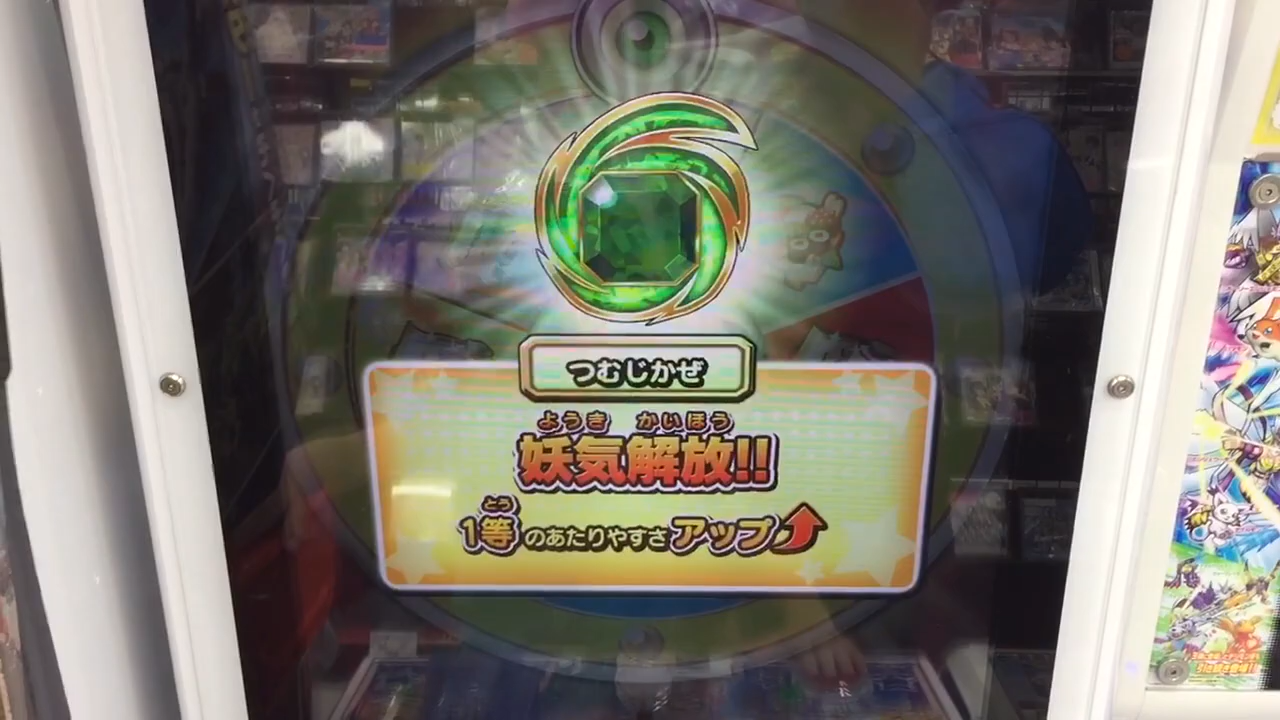 つむじかぜ
ようき かいほう
妖気解放!!
とう
1等のあたりやすさアップ